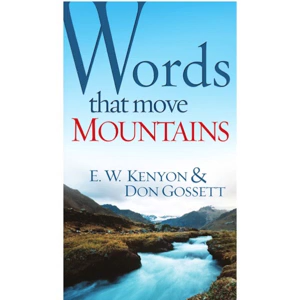 Words
that move
MOUNTAINS
E. W. KENYON &
DON GOSSETT